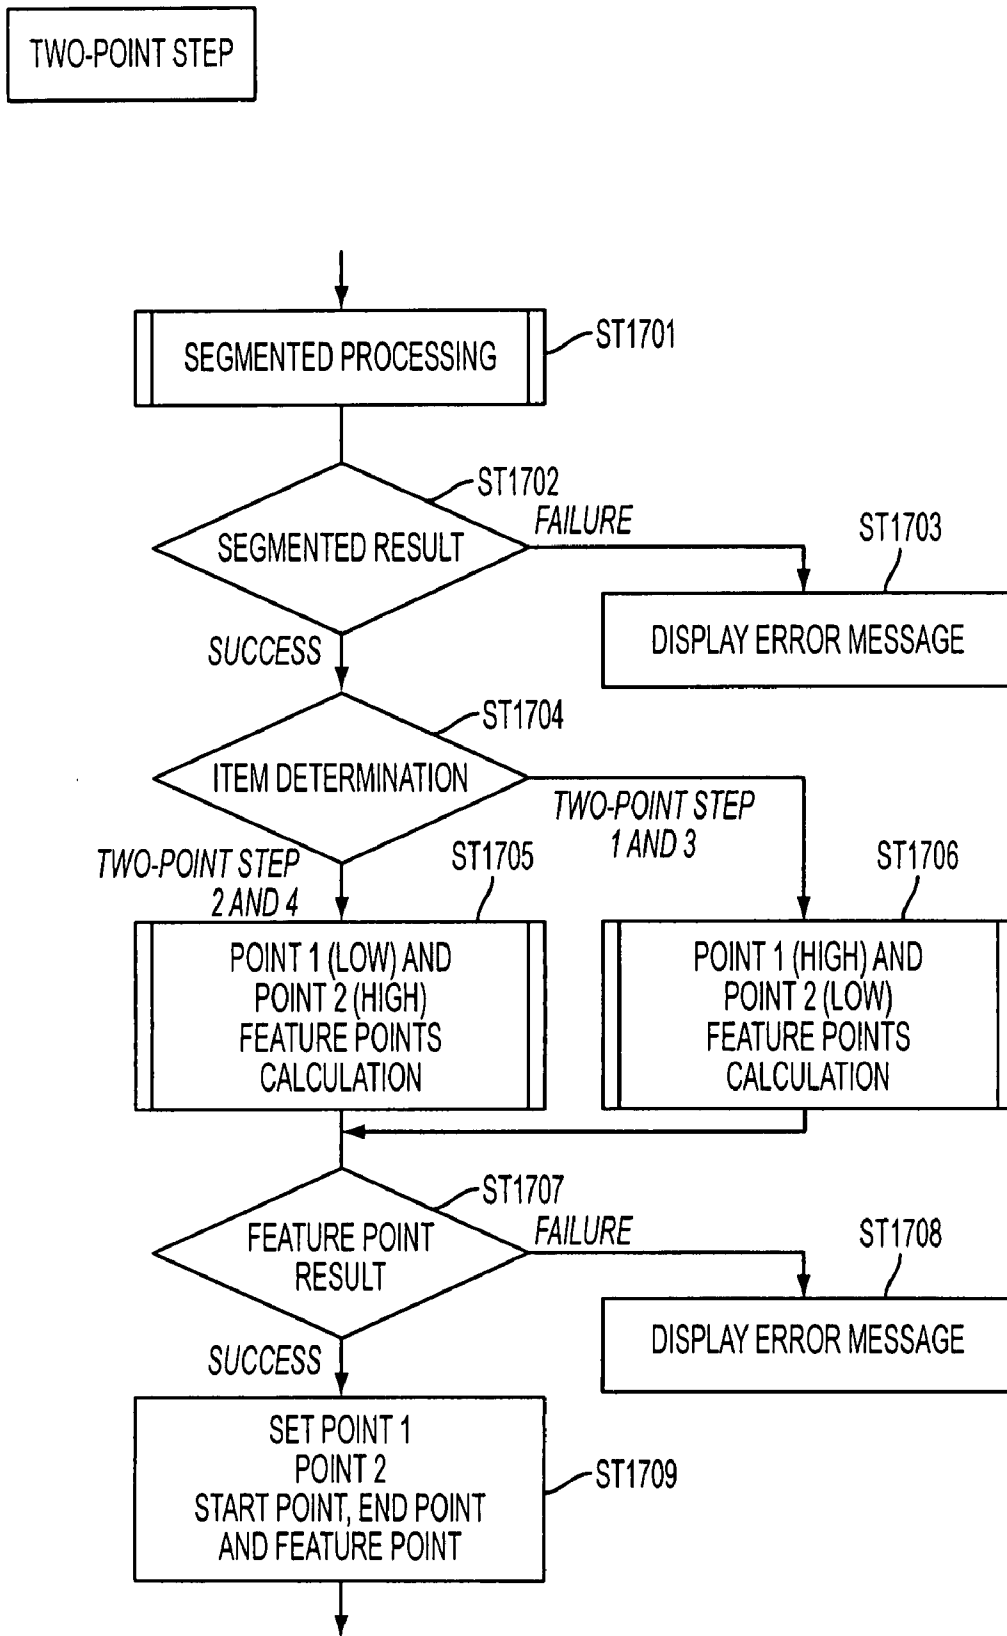 TWO-POINT STEP
SEGMENTED PROCESSING
ST1701
ST1702
SEGMENTED RESULT
FAILURE
ST1703
DISPLAY ERROR MESSAGE
SUCCESS
ST1704
ITEM DETERMINATION
TWO-POINT STEP
1 AND 3
TWO-POINT STEP
2 AND 4
ST1705
POINT 1 (LOW) AND
POINT 2 (HIGH)
FEATURE POINTS
CALCULATION
ST1706
POINT 1 (HIGH) AND
POINT 2 (LOW)
FEATURE POINTS
CALCULATION
ST1707
FEATURE POINT
RESULT
FAILURE
ST1708
DISPLAY ERROR MESSAGE
SUCCESS
SET POINT 1
POINT 2
START POINT, END POINT
AND FEATURE POINT
ST1709